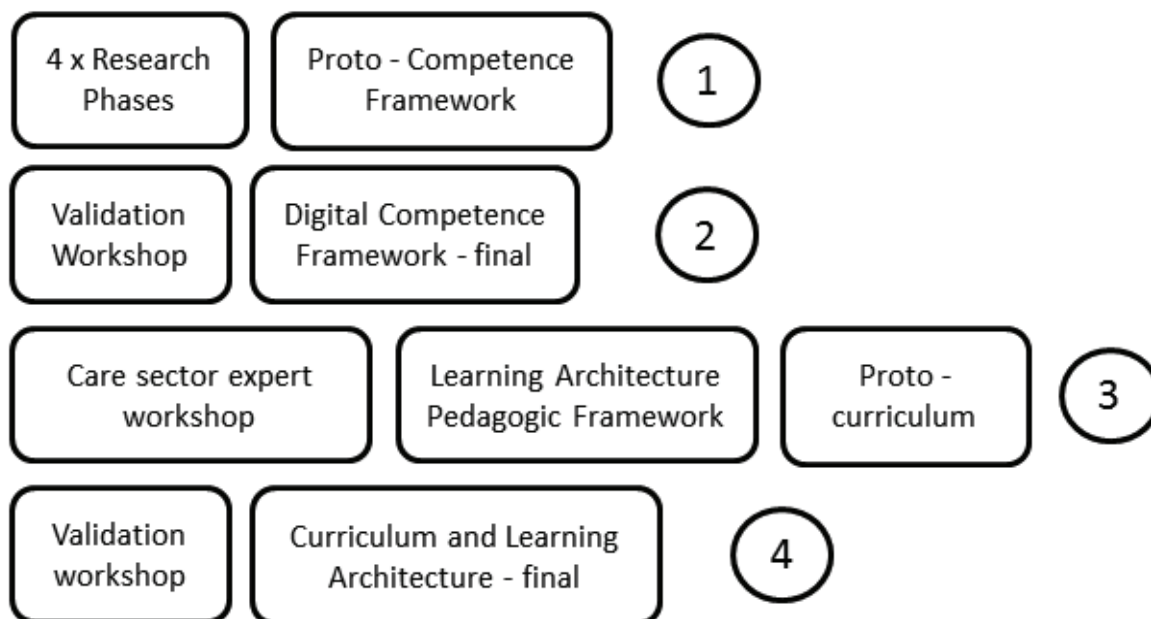 4 x Research
Phases
Proto - Competence
Framework
1
Validation
Workshop
Digital Competence
Framework - final
2
Care sector expert
workshop
Learning Architecture
Pedagogic Framework
Proto -
curriculum
3
Validation
workshop
Curriculum and Learning
Architecture - final
4